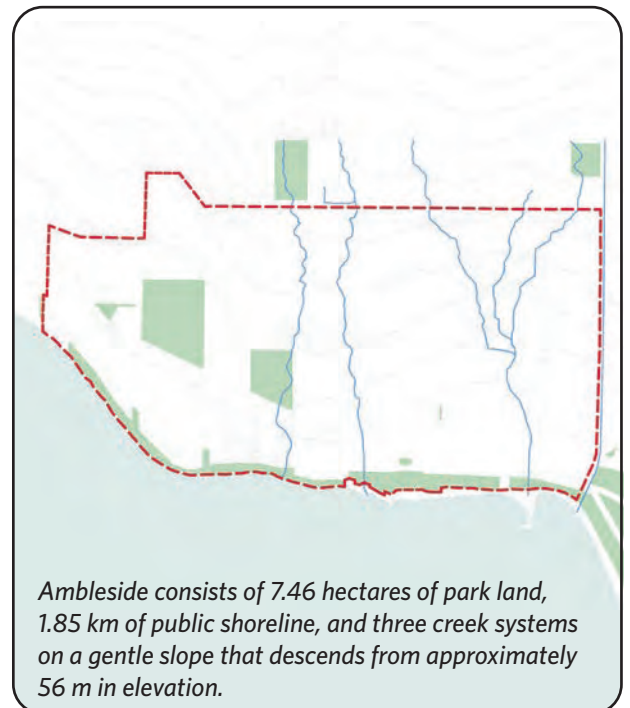 Ambleside consists of 7.46 hectares of park land,
1.85 km of public shoreline, and three creek systems
on a gentle slope that descends from approximately
56 m in elevation.